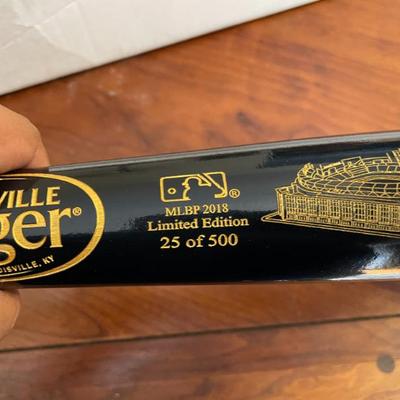 VILLE
ger®
ISVILLE, KY
®
MLBP 2018
Limited Edition
25 of 500